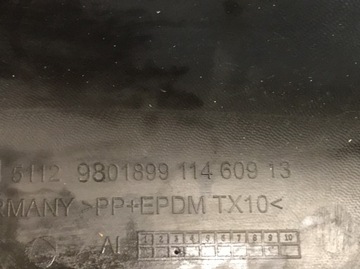 5112 9801899 114 609 13
RMANY >PP+EPDM TX10<
AI 1 2 3 4 5 6 7 8 9 10